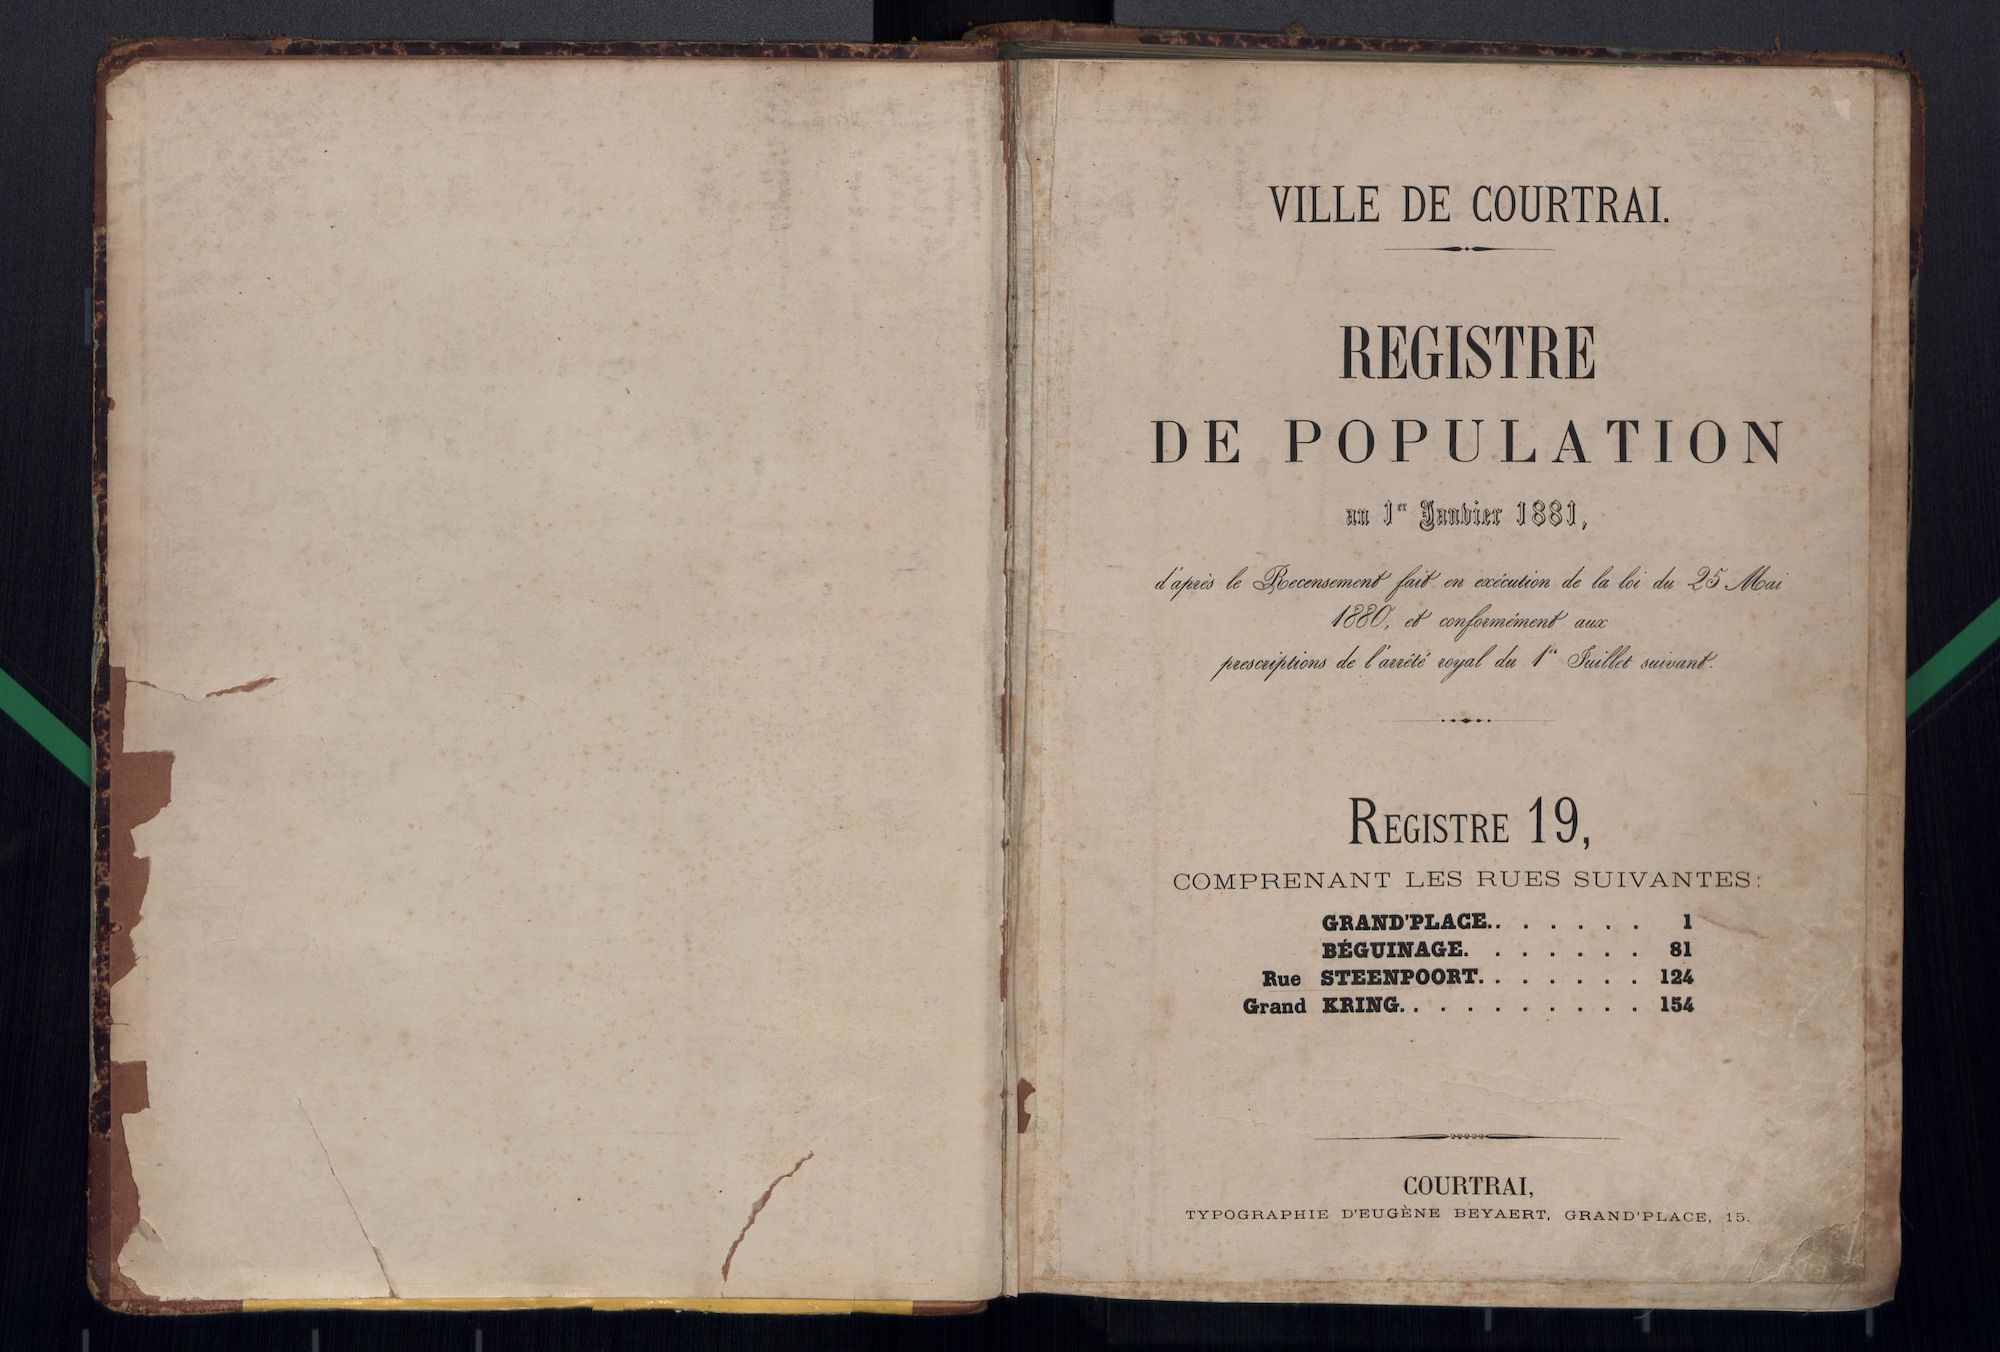 VILLE DE COURTRAI.
REGISTRE
DE POPULATION
au 1er Janvier 1881,
d'après le Recensement fait en exécution de la loi du 25 Mai
1880, et conformément aux
prescriptions de l'arrêté royal du 1er Juillet suivant.
REGISTRE 19,
COMPRENANT LES RUES SUIVANTES:
GRAND'PLACE. . . . . . . 1
BÉGUINAGE. . . . . . . 81
Rue STEENPOORT. . . . . . . 124
Grand KRING. . . . . . . . . . 154
COURTRAI,
TYPOGRAPHIE D'EUGÈNE BEYAERT, GRAND'PLACE, 15.